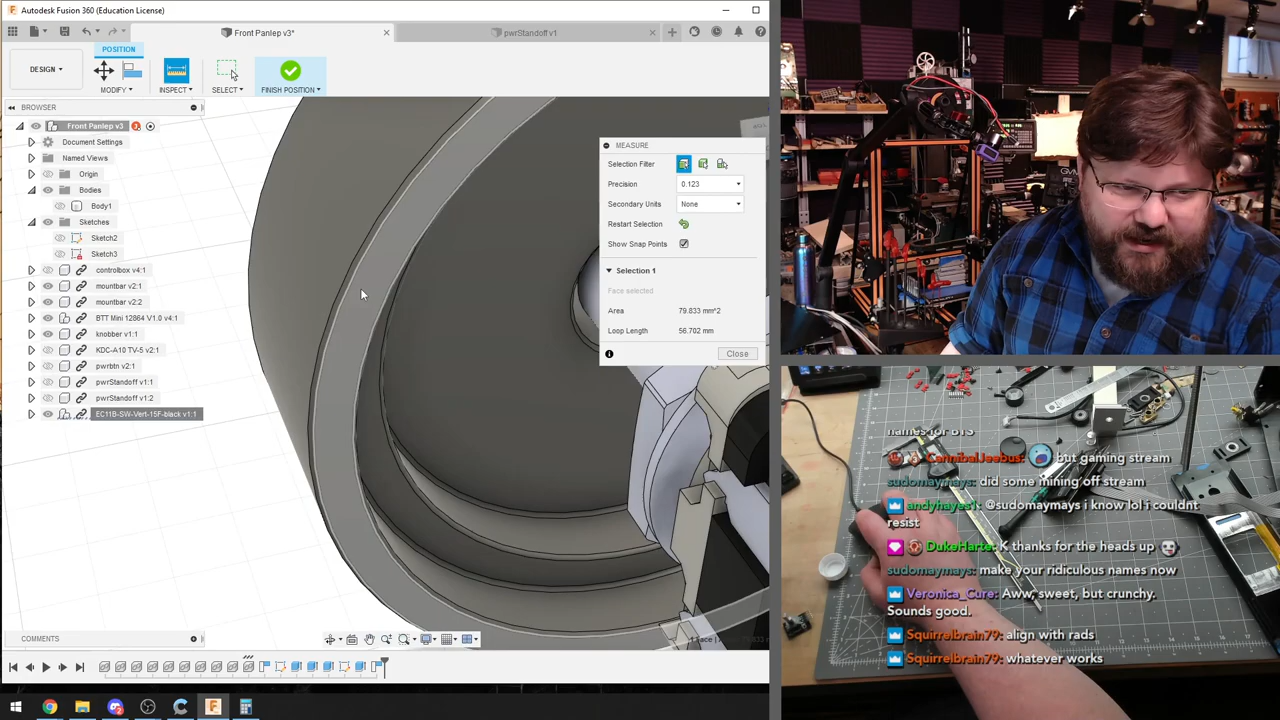 Autodesk Fusion 360 (Education License)
Front Panlep v3*
pwrStandoff v1
POSITION
DESIGN
MODIFY
INSPECT
SELECT
FINISH POSITION
BROWSER
Front Panlep v3
Document Settings
Named Views
Origin
Bodies
Body1
Sketches
Sketch2
Sketch3
controlbox v4:1
mountbar v2:1
mountbar v2:2
BTT Mini 12864 V1.0 v4:1
knobber v1:1
KDC-A10 TV-5 v2:1
pwrbtn v2:1
pwrStandoff v1:1
pwrStandoff v1:2
EC11B-SW-Vert-15F-black v1:1
MEASURE
Selection Filter
Precision 0.123
Secondary Units None
Restart Selection
Show Snap Points
Selection 1
Face selected
Area 79.833 mm^2
Loop Length 56.702 mm
Close
COMMENTS
names for BTS
CannibalJeebus: but gaming stream
sudomaymays: did some mining off stream
andyhayes1: @sudomaymays i know lol i couldnt
resist
DukeHarte: K thanks for the heads up
sudomaymays: make your ridiculous names now
Veronica_Cure: Aww, sweet, but crunchy.
Sounds good.
Squirrelbrain79: align with rads
Squirrelbrain79: whatever works